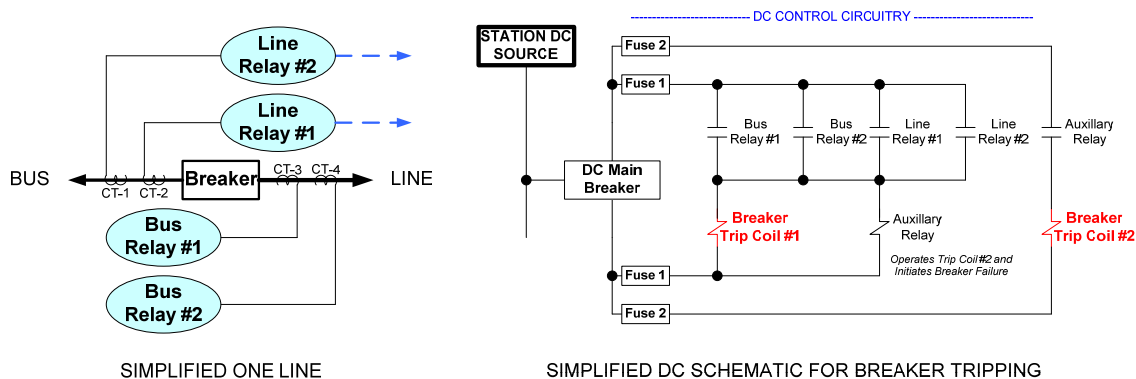 Line
Relay #2
Line
Relay #1
BUS
CT-1
CT-2
Breaker
CT-3
CT-4
LINE
Bus
Relay #1
Bus
Relay #2
SIMPLIFIED ONE LINE
DC CONTROL CIRCUITRY
STATION DC
SOURCE
Fuse 2
Fuse 1
Bus
Relay #1
Bus
Relay #2
Line
Relay #1
Line
Relay #2
Auxillary
Relay
DC Main
Breaker
Breaker
Trip Coil #1
Auxillary
Relay
Operates Trip Coil #2 and
Initiates Breaker Failure
Breaker
Trip Coil #2
Fuse 1
Fuse 2
SIMPLIFIED DC SCHEMATIC FOR BREAKER TRIPPING